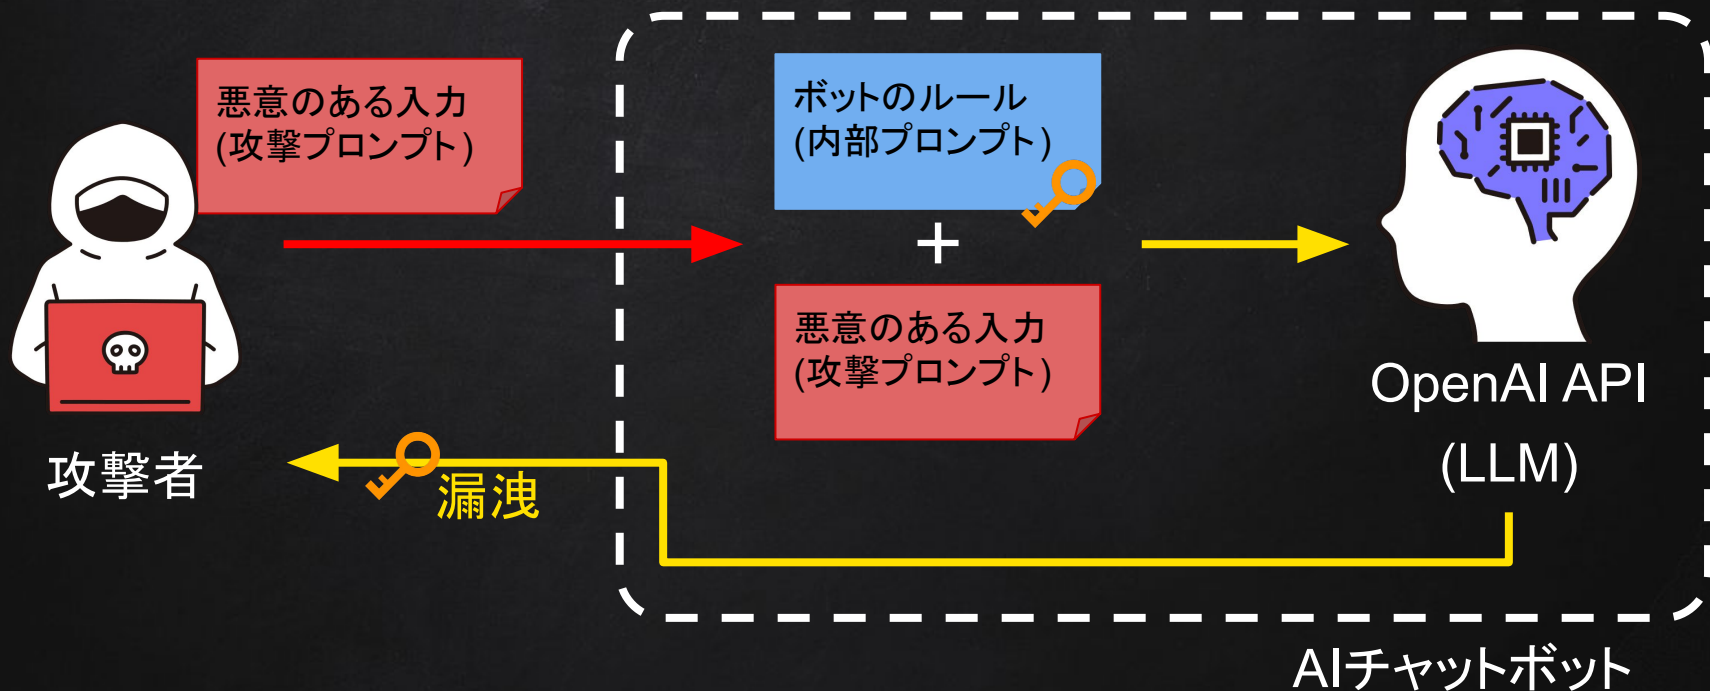 悪意のある入力
(攻撃プロンプト)
ボットのルール
(内部プロンプト)
+
悪意のある入力
(攻撃プロンプト)
OpenAI API
(LLM)
攻撃者
漏洩
AIチャットボット